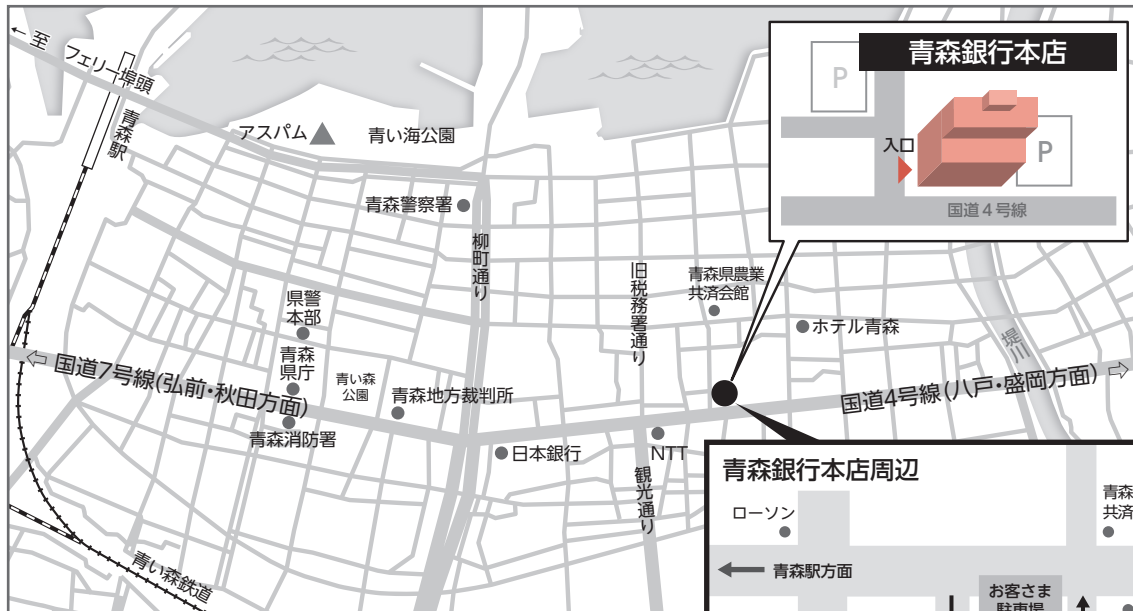 ← 至 フェリー埠頭
青森駅
アスパム
青い海公園
青森銀行本店
P
入口
P
国道4号線
青森警察署
柳町通り
旧税務署通り
青森県農業
共済会館
ホテル青森
堤川
県警
本部
青森
県庁
青い森
公園
青森地方裁判所
国道7号線(弘前・秋田方面)
国道4号線(八戸・盛岡方面)
青森消防署
日本銀行
NTT
観光通り
青い森鉄道
青森銀行本店周辺
ローソン
青森
共済
青森駅方面
お客さま
駐車場